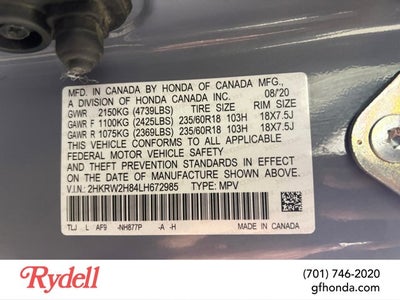 MFD. IN CANADA BY HONDA OF CANADA MFG.,
A DIVISION OF HONDA CANADA INC. 08/20
GVWR 2150KG (4739LBS) TIRE SIZE RIM SIZE
GAWR F 1100KG (2425LBS) 235/60R18 103H 18X7.5J
GAWR R 1075KG (2369LBS) 235/60R18 103H 18X7.5J
THIS VEHICLE CONFORMS TO ALL APPLICABLE
FEDERAL MOTOR VEHICLE SAFETY AND THEFT
PREVENTION STANDARDS IN EFFECT ON
THE DATE OF MANUFACTURE SHOWN ABOVE.
V.I.N.: 2HKRW2H84LH672985 TYPE: MPV
TLJ L AF9 -NH877P -A -H MADE IN CANADA
Rydell
(701) 746-2020
gfhonda.com